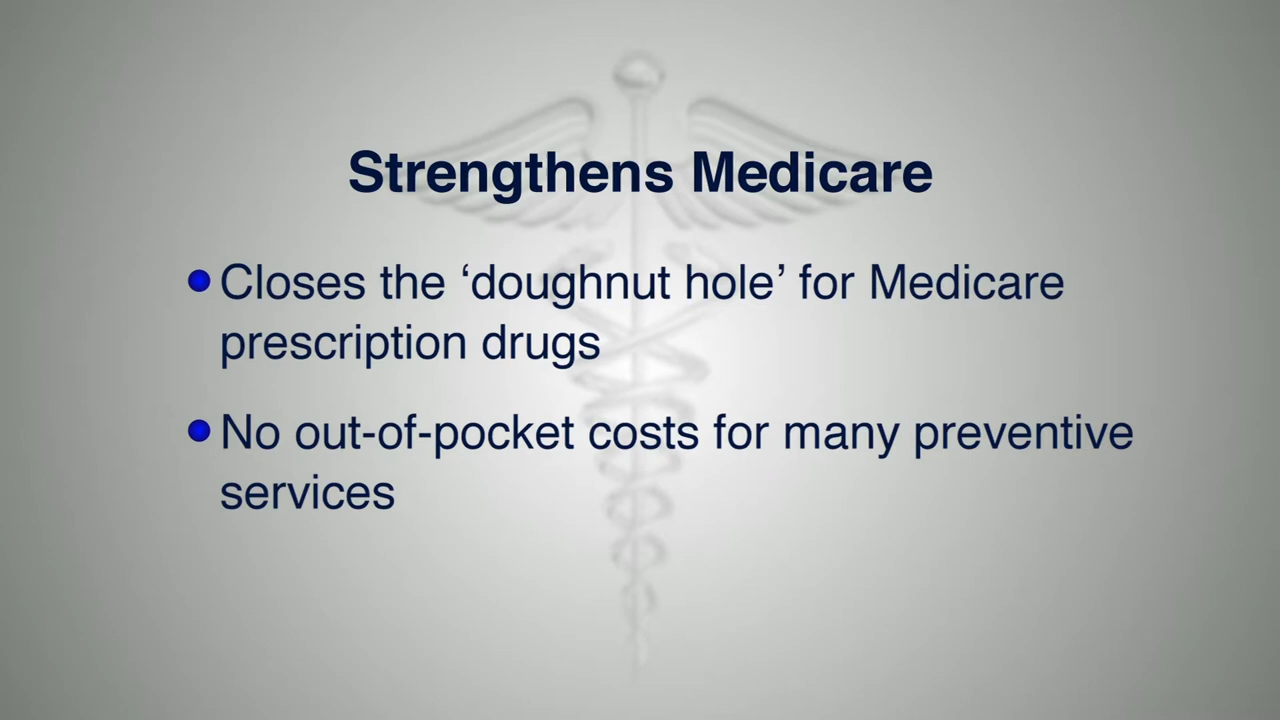 Strengthens Medicare
Closes the ‘doughnut hole’ for Medicare
prescription drugs
No out-of-pocket costs for many preventive
services